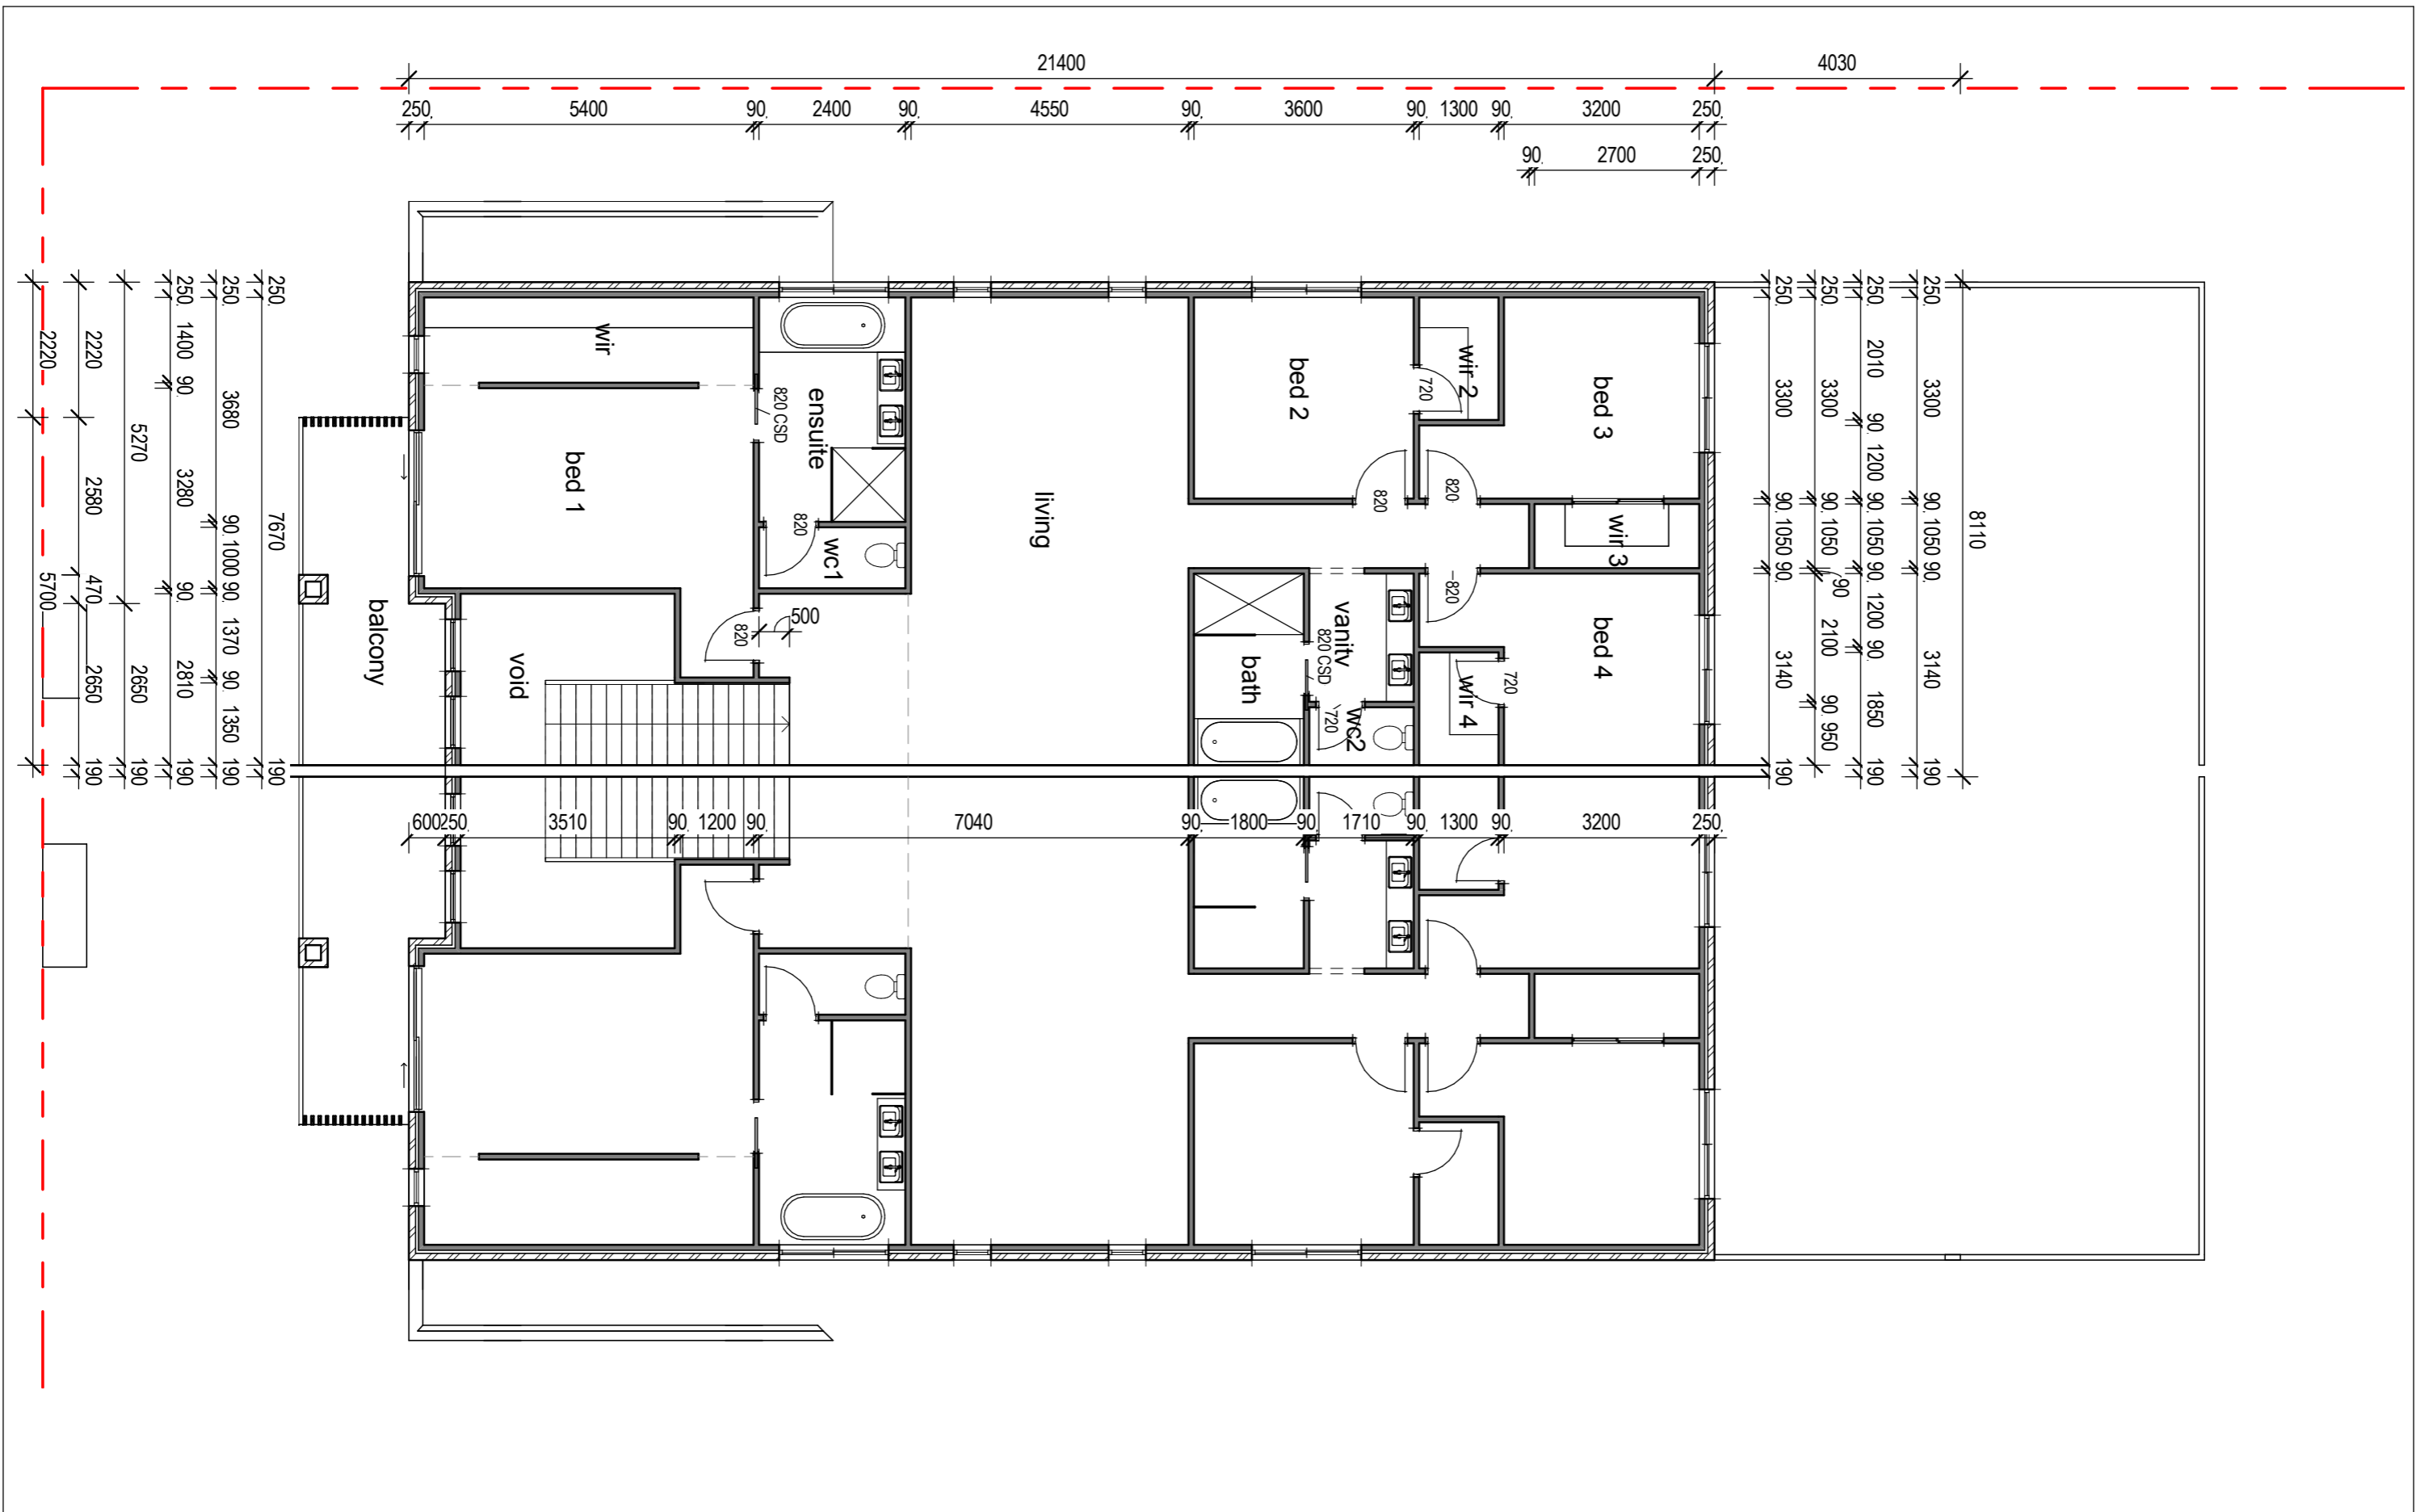 21400 4030
250, 5400 90, 2400 90, 4550 90, 3600 90, 1300 90, 3200 250,
90, 2700 250,
250, 7670 190
250, 3680 90, 1000 90, 1370 90, 1350 190
250, 1400 90, 3280 90, 2810 190
5270 2650 190
2220 2580 470 2650 190
2220 5700
250, 3300 90, 1050 90, 3140 190
250, 3300 90, 1050 90 2100 90, 950
250, 2010 90, 1200 90, 1050 90, 1200 90, 1850 190
250, 3300 90, 1050 90, 3140 190
8110
wir
ensuite
820 CSD
bed 1
820
wc1
living
bed 2
wir 2
720
bed 3
820
820
wir 3
820
bed 4
vanity
820 CSD
bath
wc2
720
wir 4
720
500
820
void
balcony
600 250, 3510 90, 1200 90, 7040 90, 1800 90, 1710 90, 1300 90, 3200 250,